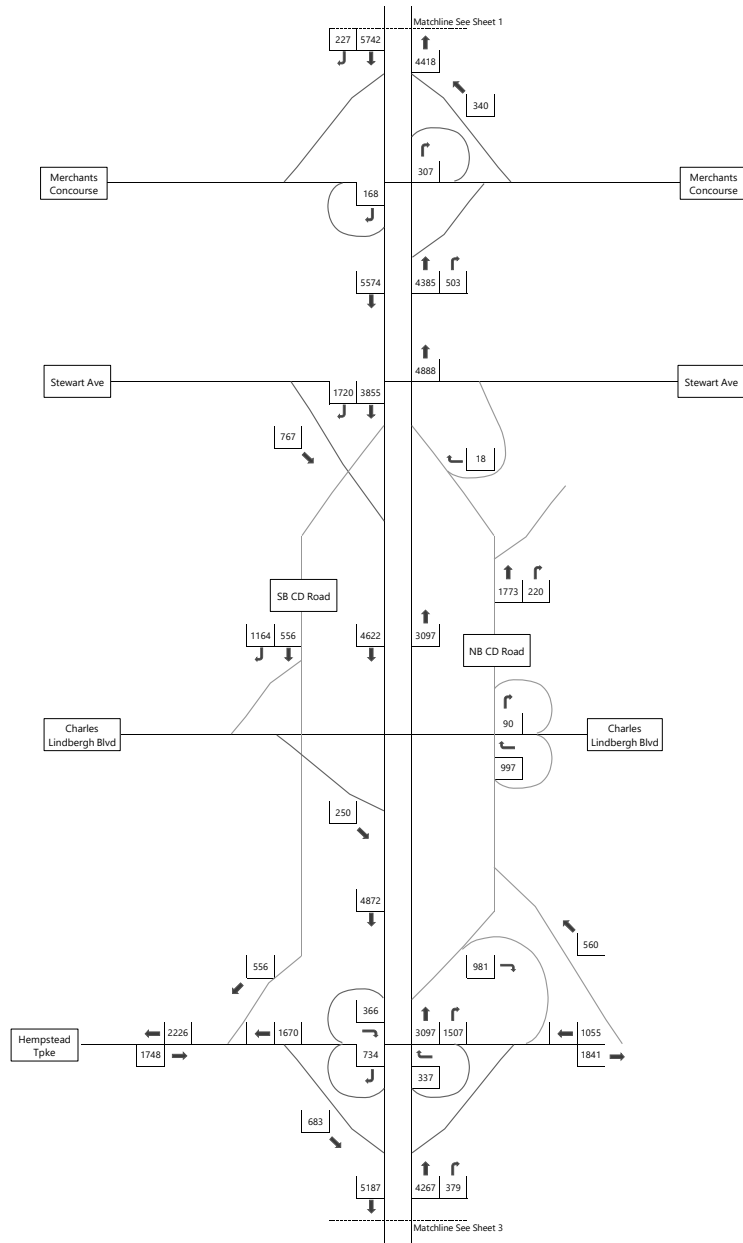 Matchline See Sheet 1
227 5742
4418
340
Merchants
Concourse
307
Merchants
Concourse
168
5574
4385 503
4888
Stewart Ave
Stewart Ave
1720 3855
767
18
SB CD Road
1773 220
1164 556
4622
3097
NB CD Road
90
Charles
Lindbergh Blvd
Charles
Lindbergh Blvd
997
250
4872
560
556
981
366
2226
1670
3097 1507
1055
Hempstead
Tpke
1748
734
1841
337
683
5187
4267 379
Matchline See Sheet 3